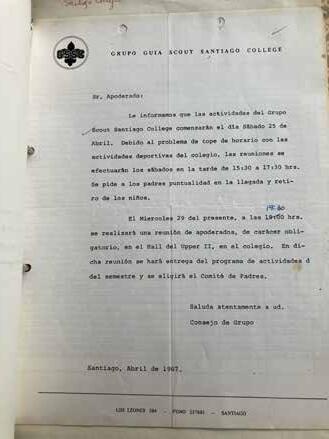 GRUPO GUIA SCOUT SANTIAGO COLLEGE
Sr. Apoderado:
Le informamos que las actividades del Grupo
Scout Santiago College comenzarán el día Sábado 25 de
Abril. Debido al problema de tope de horario con las
actividades deportivas del colegio, las reuniones se
efectuarán los sábados en la tarde de 15:30 a 17:30 hrs.
Se pide a los padres puntualidad en la llegada y reti-
ro de los niños.
19:30
El Miercoles 29 del presente, a las 19:00 hrs.
se realizará una reunión de apoderados, de carácer obli-
gatorio, en el Hall del Upper II, en el colegio. En di-
cha reunión se hará entrega del programa de actividades d
del semestre y se eligirá el Comité de Padres.
Saluda atentamente a ud.
Consejo de Grupo
Santiago, Abril de 1987.
LOS LEONES 584 - FONO - SANTIAGO